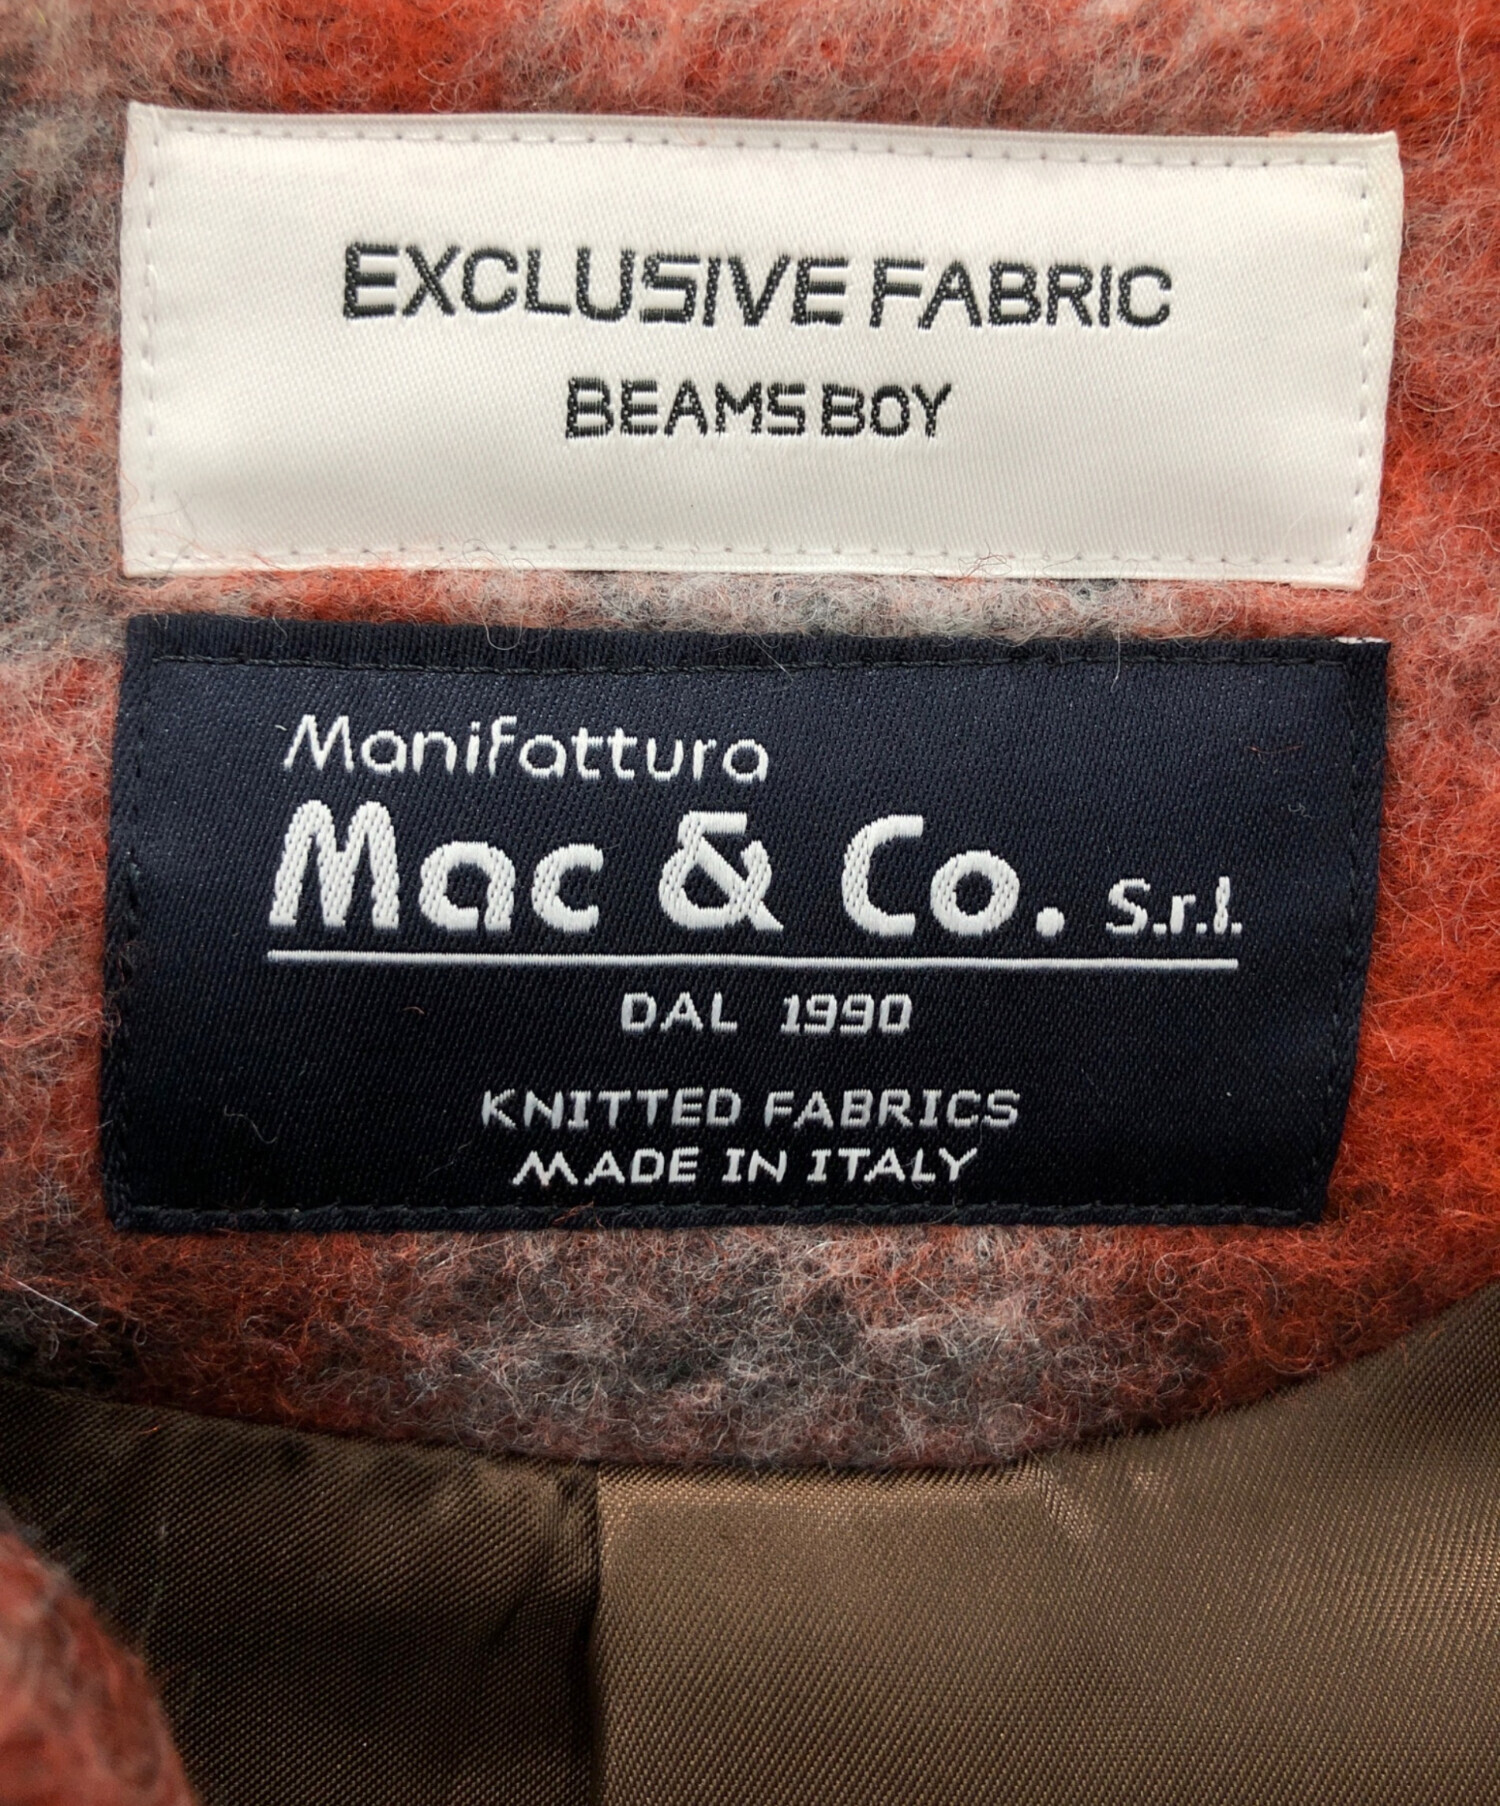 EXCLUSIVE FABRIC
BEAMS BOY
Manifattura
Mac & Co. S.r.l.
DAL 1990
KNITTED FABRICS
MADE IN ITALY